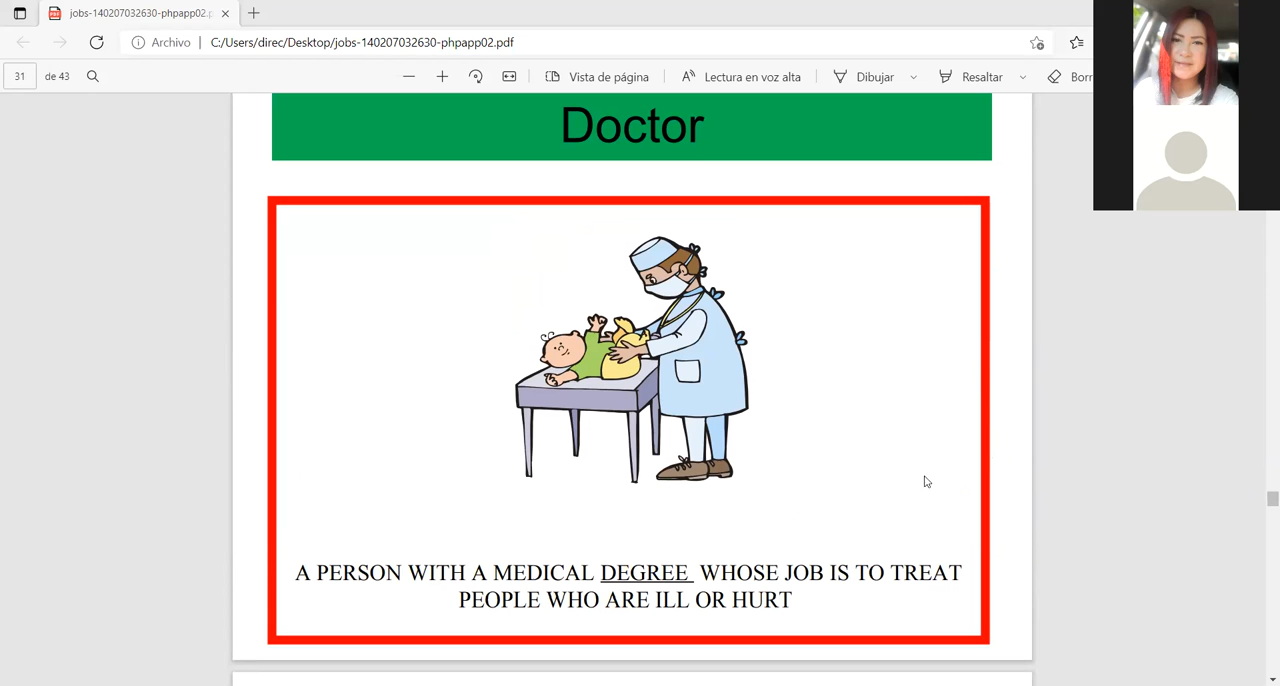 jobs-140207032630-phpapp02.p
Archivo
C:/Users/direc/Desktop/jobs-140207032630-phpapp02.pdf
31
de 43
Vista de página
Lectura en voz alta
Dibujar
Resaltar
Borr
Doctor
A PERSON WITH A MEDICAL DEGREE WHOSE JOB IS TO TREAT
PEOPLE WHO ARE ILL OR HURT